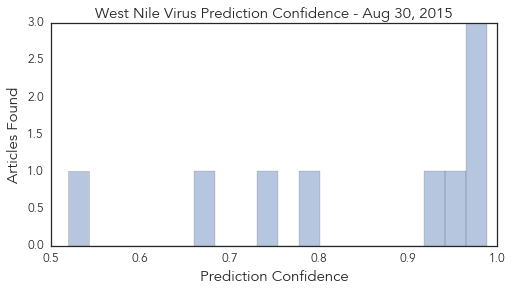 West Nile Virus Prediction Confidence - Aug 30, 2015
3.0
2.5
2.0
1.5
1.0
0.5
0.0
Articles Found
0.5 0.6 0.7 0.8 0.9 1.0
Prediction Confidence